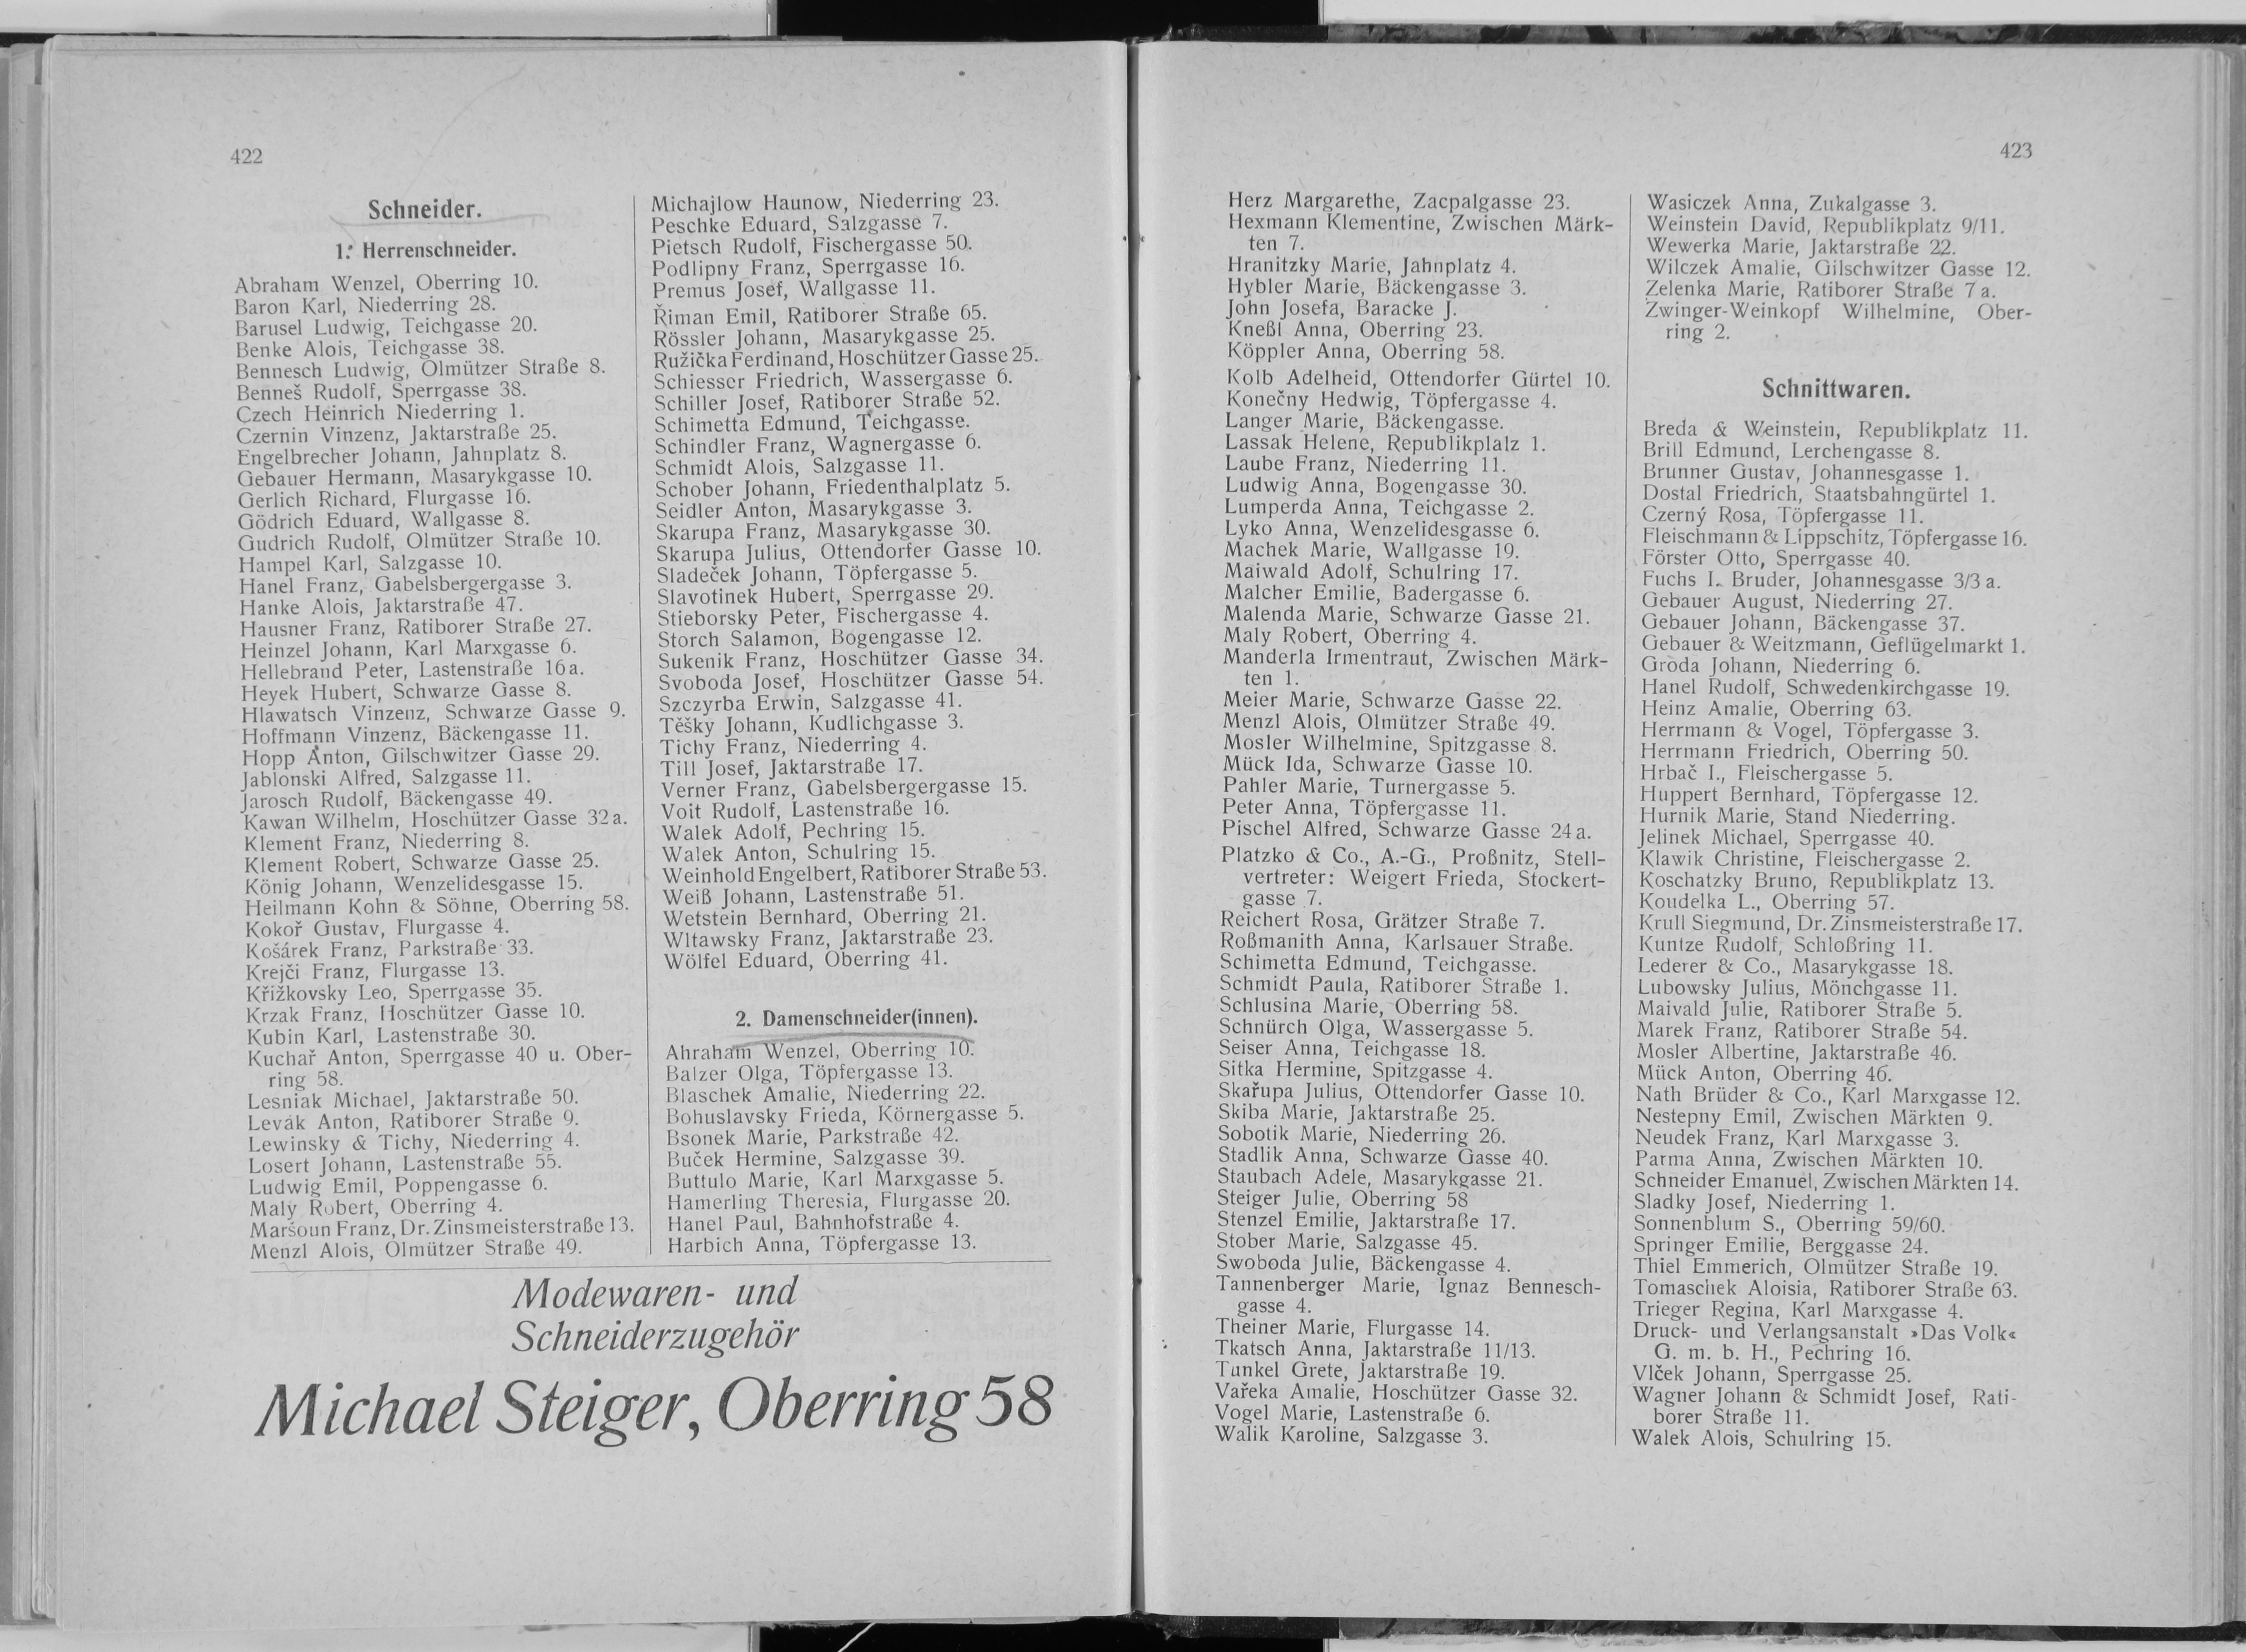 422
Schneider.
1. Herrenschneider.
Abraham Wenzel, Oberring 10.
Baron Karl, Niederring 28.
Barusel Ludwig, Teichgasse 20.
Benke Alois, Teichgasse 38.
Bennesch Ludwig, Olmützer Straße 8.
Benneš Rudolf, Sperrgasse 38.
Czech Heinrich Niederring 1.
Czernin Vinzenz, Jaktarstraße 25.
Engelbrecher Johann, Jahnplatz 8.
Gebauer Hermann, Masarykgasse 10.
Gerlich Richard, Flurgasse 16.
Gödrich Eduard, Wallgasse 8.
Gudrich Rudolf, Olmützer Straße 10.
Hampel Karl, Salzgasse 10.
Hanel Franz, Gabelsbergergasse 3.
Hanke Alois, Jaktarstraße 47.
Hausner Franz, Ratiborer Straße 27.
Heinzel Johann, Karl Marxgasse 6.
Hellebrand Peter, Lastenstraße 16a.
Heyek Hubert, Schwarze Gasse 8.
Hlawatsch Vinzenz, Schwarze Gasse 9.
Hoffmann Vinzenz, Bäckengasse 11.
Hopp Anton, Gilschwitzer Gasse 29.
Jablonski Alfred, Salzgasse 11.
Jarosch Rudolf, Bäckengasse 49.
Kawan Wilhelm, Hoschützer Gasse 32a.
Klement Franz, Niederring 8.
Klement Robert, Schwarze Gasse 25.
König Johann, Wenzelidesgasse 15.
Heilmann Kohn & Söhne, Oberring 58.
Kokoř Gustav, Flurgasse 4.
Košárek Franz, Parkstraße 33.
Krejči Franz, Flurgasse 13.
Křižkovsky Leo, Sperrgasse 35.
Krzak Franz, Hoschützer Gasse 10.
Kubin Karl, Lastenstraße 30.
Kuchař Anton, Sperrgasse 40 u. Ober-
ring 58.
Lesniak Michael, Jaktarstraße 50.
Levák Anton, Ratiborer Straße 9.
Lewinsky & Tichy, Niederring 4.
Losert Johann, Lastenstraße 55.
Ludwig Emil, Poppengasse 6.
Maly Robert, Oberring 4.
Maršoun Franz, Dr. Zinsmeisterstraße 13.
Menzl Alois, Olmützer Straße 49.
Michajlow Haunow, Niederring 23.
Peschke Eduard, Salzgasse 7.
Pietsch Rudolf, Fischergasse 50.
Podlipny Franz, Sperrgasse 16.
Premus Josef, Wallgasse 11.
Řiman Emil, Ratiborer Straße 65.
Rössler Johann, Masarykgasse 25.
Ružička Ferdinand, Hoschützer Gasse 25.
Schiesser Friedrich, Wassergasse 6.
Schiller Josef, Ratiborer Straße 52.
Schimetta Edmund, Teichgasse.
Schindler Franz, Wagnergasse 6.
Schmidt Alois, Salzgasse 11.
Schober Johann, Friedenthalplatz 5.
Seidler Anton, Masarykgasse 3.
Skarupa Franz, Masarykgasse 30.
Skarupa Julius, Ottendorfer Gasse 10.
Sladeček Johann, Töpfergasse 5.
Slavotinek Hubert, Sperrgasse 29.
Stieborsky Peter, Fischergasse 4.
Storch Salamon, Bogengasse 12.
Sukenik Franz, Hoschützer Gasse 34.
Svoboda Josef, Hoschützer Gasse 54.
Szczyrba Erwin, Salzgasse 41.
Těšky Johann, Kudlichgasse 3.
Tichy Franz, Niederring 4.
Till Josef, Jaktarstraße 17.
Verner Franz, Gabelsbergergasse 15.
Voit Rudolf, Lastenstraße 16.
Walek Adolf, Pechring 15.
Walek Anton, Schulring 15.
Weinhold Engelbert, Ratiborer Straße 53.
Weiß Johann, Lastenstraße 51.
Wetstein Bernhard, Oberring 21.
Wltawsky Franz, Jaktarstraße 23.
Wölfel Eduard, Oberring 41.
2. Damenschneider(innen).
Ahraham Wenzel, Oberring 10.
Balzer Olga, Töpfergasse 13.
Blaschek Amalie, Niederring 22.
Bohuslavsky Frieda, Körnergasse 5.
Bsonek Marie, Parkstraße 42.
Buček Hermine, Salzgasse 39.
Buttulo Marie, Karl Marxgasse 5.
Hamerling Theresia, Flurgasse 20.
Hanel Paul, Bahnhofstraße 4.
Harbich Anna, Töpfergasse 13.
Modewaren- und
Schneiderzugehör
Michael Steiger, Oberring 58
423
Herz Margarethe, Zacpalgasse 23.
Hexmann Klementine, Zwischen Märk-
ten 7.
Hranitzky Marie, Jahnplatz 4.
Hybler Marie, Bäckengasse 3.
John Josefa, Baracke J.
Kneßl Anna, Oberring 23.
Köppler Anna, Oberring 58.
Kolb Adelheid, Ottendorfer Gürtel 10.
Konečny Hedwig, Töpfergasse 4.
Langer Marie, Bäckengasse.
Lassak Helene, Republikplalz 1.
Laube Franz, Niederring 11.
Ludwig Anna, Bogengasse 30.
Lumperda Anna, Teichgasse 2.
Lyko Anna, Wenzelidesgasse 6.
Machek Marie, Wallgasse 19.
Maiwald Adolf, Schulring 17.
Malcher Emilie, Badergasse 6.
Malenda Marie, Schwarze Gasse 21.
Maly Robert, Oberring 4.
Manderla Irmentraut, Zwischen Märk-
ten 1.
Meier Marie, Schwarze Gasse 22.
Menzl Alois, Olmützer Straße 49.
Mosler Wilhelmine, Spitzgasse 8.
Mück Ida, Schwarze Gasse 10.
Pahler Marie, Turnergasse 5.
Peter Anna, Töpfergasse 11.
Pischel Alfred, Schwarze Gasse 24a.
Platzko & Co., A.-G., Proßnitz, Stell-
vertreter: Weigert Frieda, Stockert-
gasse 7.
Reichert Rosa, Grätzer Straße 7.
Roßmanith Anna, Karlsauer Straße.
Schimetta Edmund, Teichgasse.
Schmidt Paula, Ratiborer Straße 1.
Schlusina Marie, Oberring 58.
Schnürch Olga, Wassergasse 5.
Seiser Anna, Teichgasse 18.
Sitka Hermine, Spitzgasse 4.
Skařupa Julius, Ottendorfer Gasse 10.
Skiba Marie, Jaktarstraße 25.
Sobotik Marie, Niederring 26.
Stadlik Anna, Schwarze Gasse 40.
Staubach Adele, Masarykgasse 21.
Steiger Julie, Oberring 58
Stenzel Emilie, Jaktarstraße 17.
Stober Marie, Salzgasse 45.
Swoboda Julie, Bäckengasse 4.
Tannenberger Marie, Ignaz Bennesch-
gasse 4.
Theiner Marie, Flurgasse 14.
Tkatsch Anna, Jaktarstraße 11/13.
Tunkel Grete, Jaktarstraße 19.
Vařeka Amalie, Hoschützer Gasse 32.
Vogel Marie, Lastenstraße 6.
Walik Karoline, Salzgasse 3.
Wasiczek Anna, Zukalgasse 3.
Weinstein David, Republikplatz 9/11.
Wewerka Marie, Jaktarstraße 22.
Wilczek Amalie, Gilschwitzer Gasse 12.
Zelenka Marie, Ratiborer Straße 7a.
Zwinger-Weinkopf Wilhelmine, Ober-
ring 2.
Schnittwaren.
Breda & Weinstein, Republikplatz 11.
Brill Edmund, Lerchengasse 8.
Brunner Gustav, Johannesgasse 1.
Dostal Friedrich, Staatsbahngürtel 1.
Czerný Rosa, Töpfergasse 11.
Fleischmann & Lippschitz, Töpfergasse 16.
Förster Otto, Sperrgasse 40.
Fuchs I. Bruder, Johannesgasse 3/3a.
Gebauer August, Niederring 27.
Gebauer Johann, Bäckengasse 37.
Gebauer & Weitzmann, Geflügelmarkt 1.
Gróda Johann, Niederring 6.
Hanel Rudolf, Schwedenkirchgasse 19.
Heinz Amalie, Oberring 63.
Herrmann & Vogel, Töpfergasse 3.
Herrmann Friedrich, Oberring 50.
Hrbač I., Fleischergasse 5.
Huppert Bernhard, Töpfergasse 12.
Hurnik Marie, Stand Niederring.
Jelinek Michael, Sperrgasse 40.
Klawik Christine, Fleischergasse 2.
Koschatzky Bruno, Republikplatz 13.
Koudelka L., Oberring 57.
Krull Siegmund, Dr. Zinsmeisterstraße 17.
Kuntze Rudolf, Schloßring 11.
Lederer & Co., Masarykgasse 18.
Lubowsky Julius, Mönchgasse 11.
Maivald Julie, Ratiborer Straße 5.
Marek Franz, Ratiborer Straße 54.
Mosler Albertine, Jaktarstraße 46.
Mück Anton, Oberring 46.
Nath Brüder & Co., Karl Marxgasse 12.
Nestepny Emil, Zwischen Märkten 9.
Neudek Franz, Karl Marxgasse 3.
Parma Anna, Zwischen Märkten 10.
Schneider Emanuel, Zwischen Märkten 14.
Sladky Josef, Niederring 1.
Sonnenblum S., Oberring 59/60.
Springer Emilie, Berggasse 24.
Thiel Emmerich, Olmützer Straße 19.
Tomaschek Aloisia, Ratiborer Straße 63.
Trieger Regina, Karl Marxgasse 4.
Druck- und Verlangsanstalt »Das Volk«
G. m. b. H., Pechring 16.
Vlček Johann, Sperrgasse 25.
Wagner Johann & Schmidt Josef, Rati-
borer Straße 11.
Walek Alois, Schulring 15.